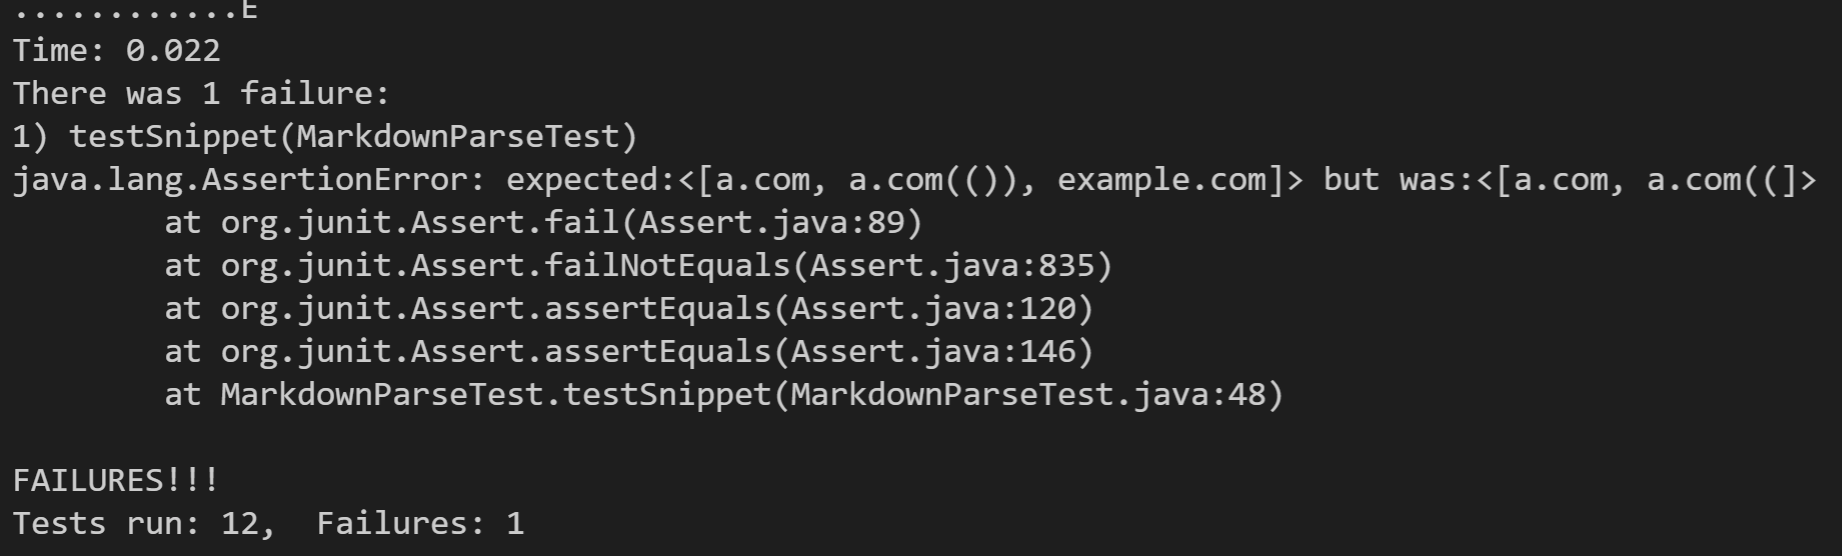 ............E
Time: 0.022
There was 1 failure:
1) testSnippet(MarkdownParseTest)
java.lang.AssertionError: expected:<[a.com, a.com(()), example.com]> but was:<[a.com, a.com((]>
        at org.junit.Assert.fail(Assert.java:89)
        at org.junit.Assert.failNotEquals(Assert.java:835)
        at org.junit.Assert.assertEquals(Assert.java:120)
        at org.junit.Assert.assertEquals(Assert.java:146)
        at MarkdownParseTest.testSnippet(MarkdownParseTest.java:48)
FAILURES!!!
Tests run: 12,  Failures: 1